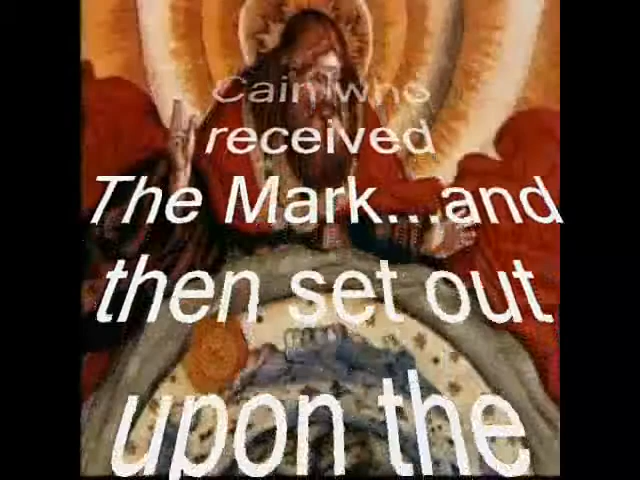 Cain who
received
The Mark...and
then set out
upon the